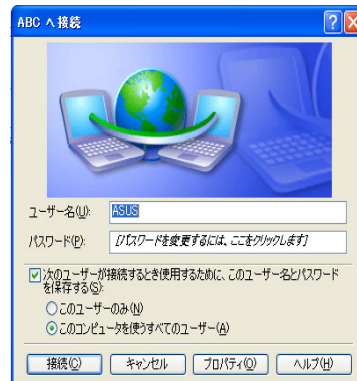 ABC へ接続
ユーザー名(U):
ASUS
パスワード(P):
[パスワードを変更するには、ここをクリックします]
次のユーザーが接続するとき使用するために、このユーザー名とパスワード
を保存する(S):
このユーザーのみ(N)
このコンピュータを使うすべてのユーザー(A)
接続(C)
キャンセル
プロパティ(O)
ヘルプ(H)